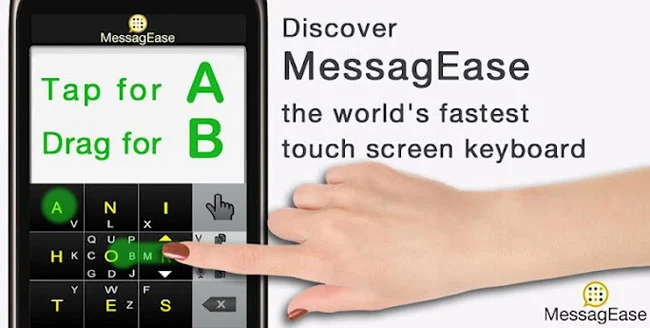 MessagEase
Discover
MessagEase
the world's fastest
touch screen keyboard
Tap for A
Drag for B
A V
N L
I X
H K
Q U P
C O B
G D J
M
V
T Y
W E Z
F S
MessagEase